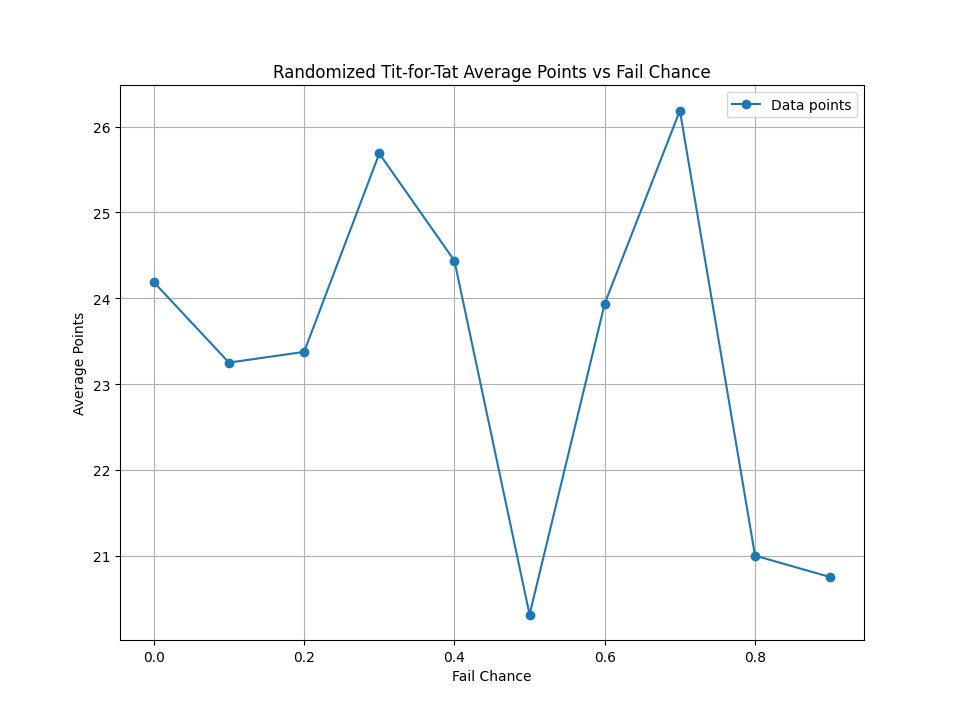 Randomized Tit-for-Tat Average Points vs Fail Chance
Data points
26
25
24
23
22
21
Average Points
0.0 0.2 0.4 0.6 0.8
Fail Chance